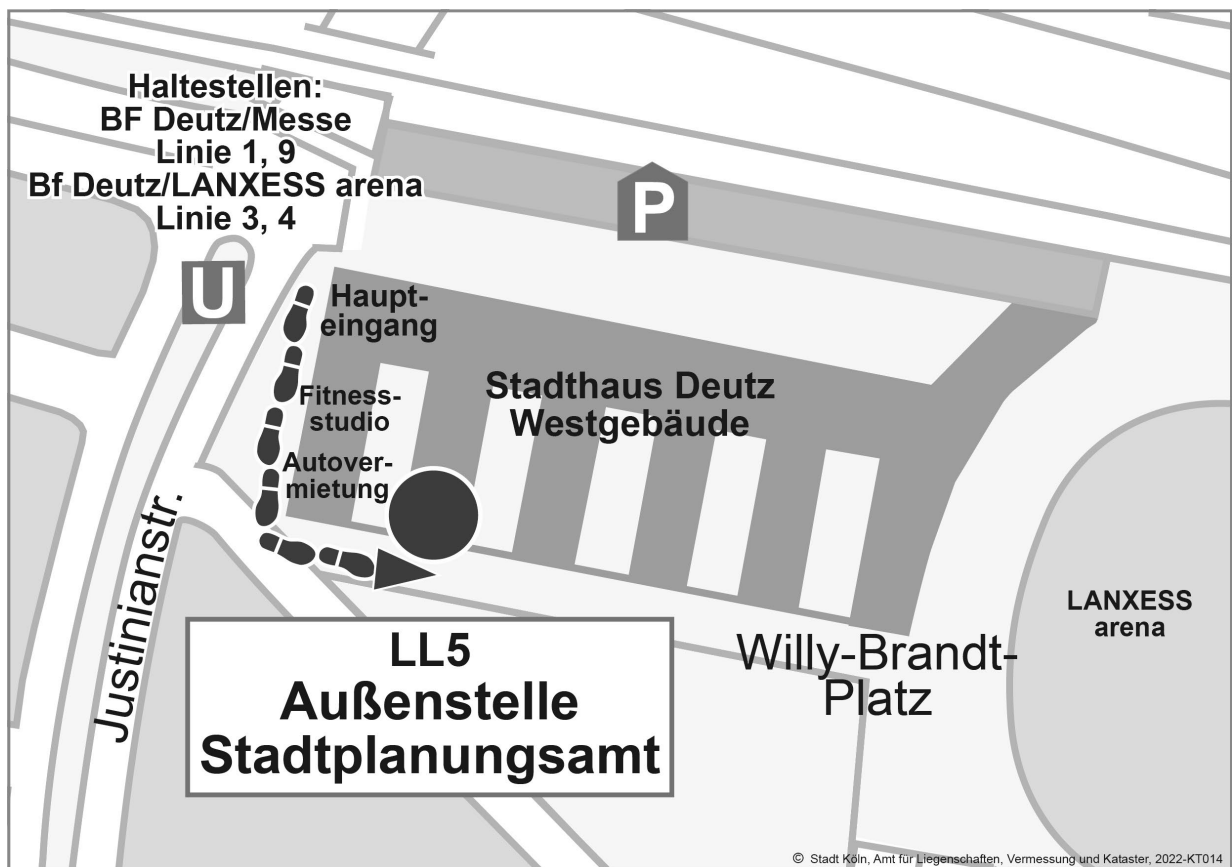 Haltestellen:
BF Deutz/Messe
Linie 1, 9
Bf Deutz/LANXESS arena
Linie 3, 4
P
U
Haupt-
eingang
Fitness-
studio
Autover-
mietung
Stadthaus Deutz
Westgebäude
Justinianstr.
LL5
Außenstelle
Stadtplanungsamt
Willy-Brandt-
Platz
LANXESS
arena
© Stadt Köln, Amt für Liegenschaften, Vermessung und Kataster, 2022-KT014